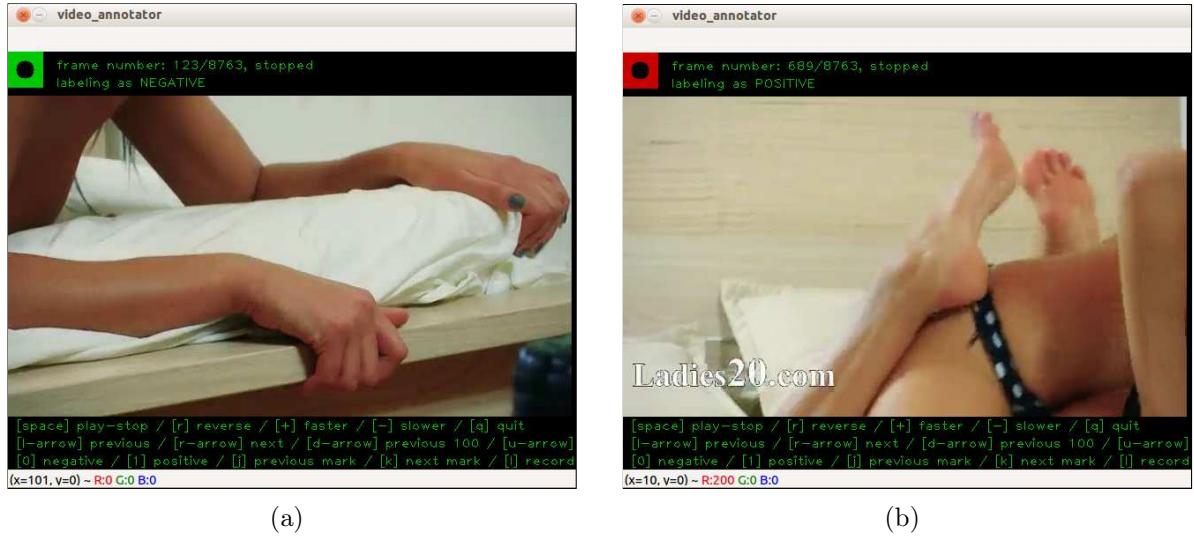 video_annotator
frame number: 123/8763, stopped
labeling as NEGATIVE
[space] play-stop / [r] reverse / [+] faster / [-] slower / [q] quit
[l-arrow] previous / [r-arrow] next / [d-arrow] previous 100 / [u-arrow]
[0] negative / [1] positive / [j] previous mark / [k] next mark / [l] record
(x=101, y=0) ~ R:0 G:0 B:0
(a)
video_annotator
frame number: 689/8763, stopped
labeling as POSITIVE
Ladies20.com
[space] play-stop / [r] reverse / [+] faster / [-] slower / [q] quit
[l-arrow] previous / [r-arrow] next / [d-arrow] previous 100 / [u-arrow]
[0] negative / [1] positive / [j] previous mark / [k] next mark / [l] record
(x=10, y=0) ~ R:200 G:0 B:0
(b)